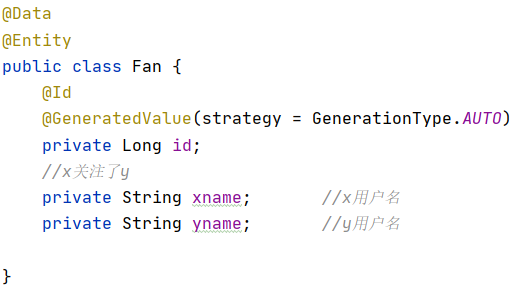 @Data
@Entity
public class Fan {
    @Id
    @GeneratedValue(strategy = GenerationType.AUTO)
    private Long id;
    //x关注了y
    private String xname;       //x用户名
    private String yname;       //y用户名
}